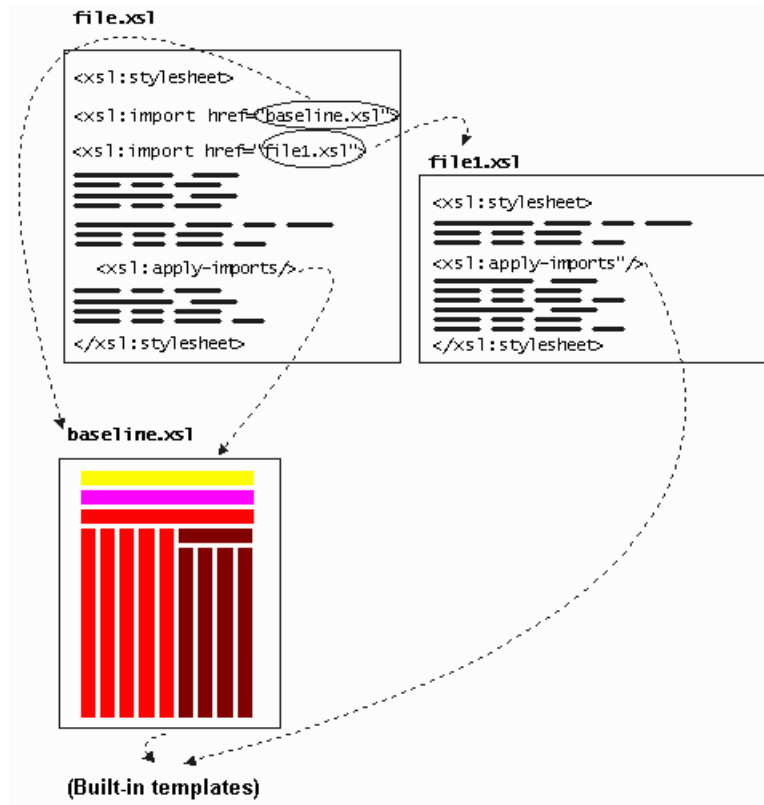 file.xsl
<xsl:stylesheet>
<xsl:import href="baseline.xsl">
<xsl:import href="file1.xsl">
<xsl:apply-imports/>
</xsl:stylesheet>
file1.xsl
<xsl:stylesheet>
<xsl:apply-imports"/>
</xsl:stylesheet>
baseline.xsl
(Built-in templates)